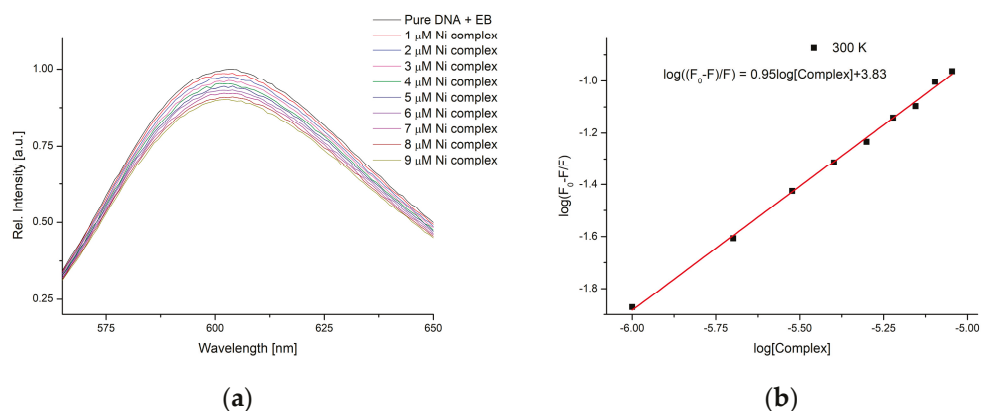 Pure DNA + EB
1 μM Ni complex
2 μM Ni complex
3 μM Ni complex
4 μM Ni complex
5 μM Ni complex
6 μM Ni complex
7 μM Ni complex
8 μM Ni complex
9 μM Ni complex
1.00
0.75
0.50
0.25
Rel. Intensity [a.u.]
575
600
625
650
Wavelength [nm]
(a)
300 K
log((F₀-F)/F) = 0.95log[Complex]+3.83
-1.0
-1.2
-1.4
-1.6
-1.8
log(F₀-F/F)
-6.00
-5.75
-5.50
-5.25
-5.00
log[Complex]
(b)